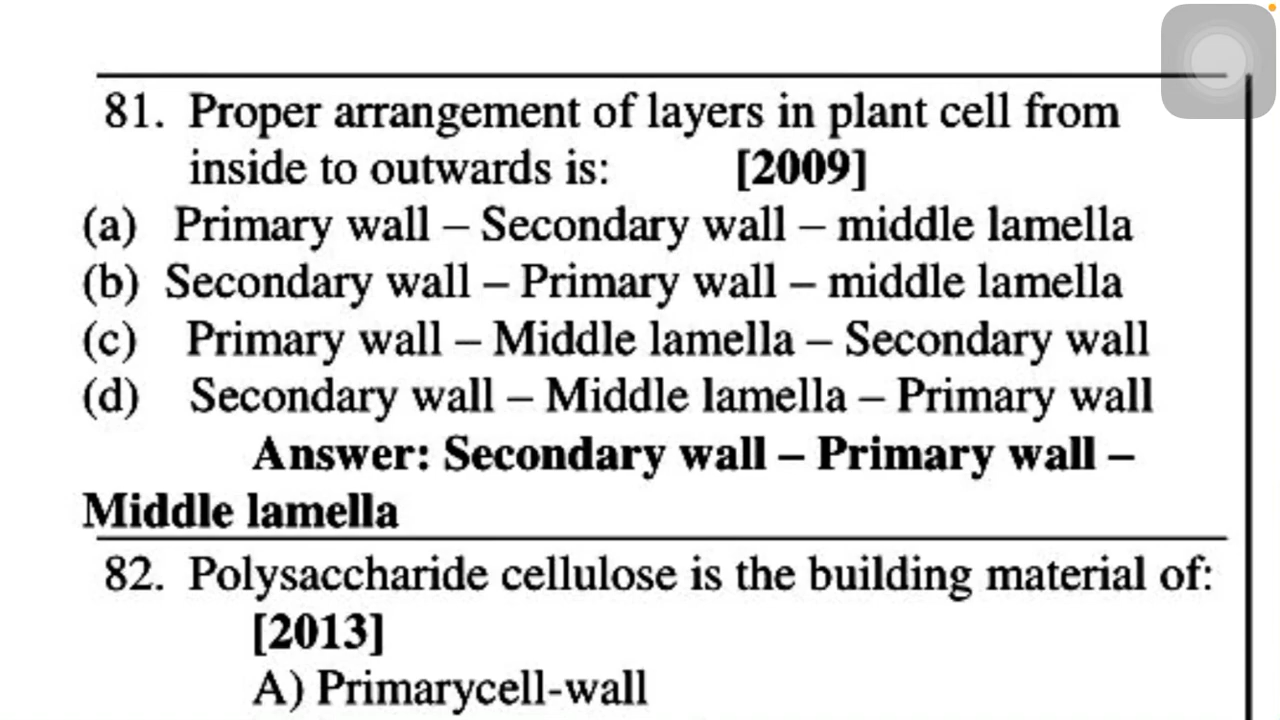 81. Proper arrangement of layers in plant cell from
inside to outwards is: [2009]
(a) Primary wall – Secondary wall – middle lamella
(b) Secondary wall – Primary wall – middle lamella
(c) Primary wall – Middle lamella – Secondary wall
(d) Secondary wall – Middle lamella – Primary wall
Answer: Secondary wall – Primary wall –
Middle lamella
82. Polysaccharide cellulose is the building material of:
[2013]
A) Primarycell-wall